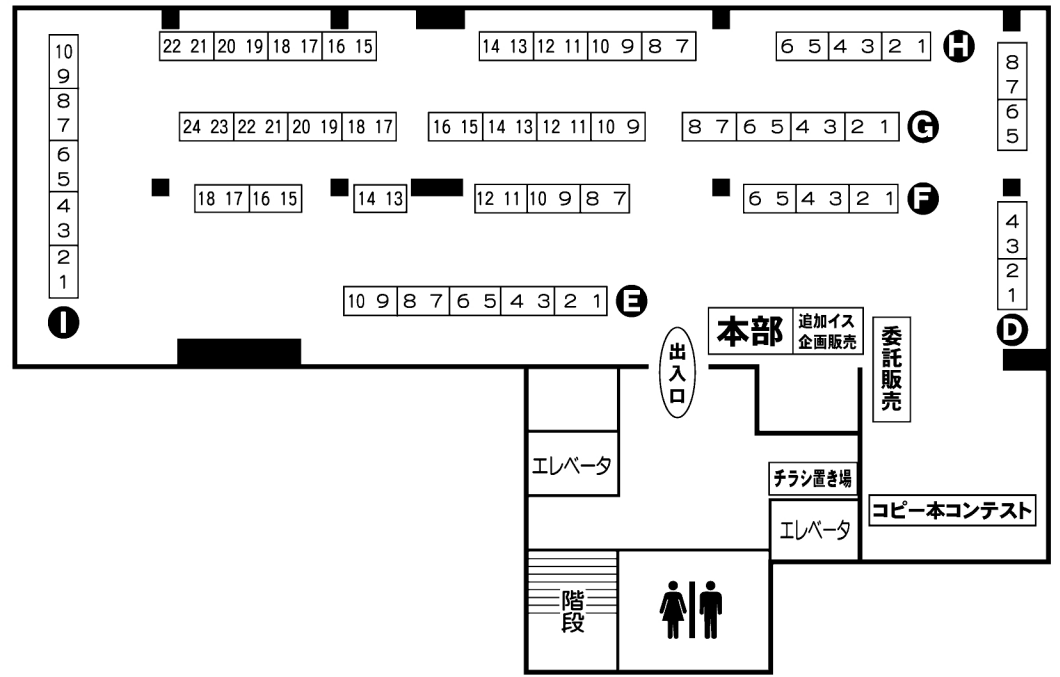 22 21 20 19 18 17 16 15
14 13 12 11 10 9 8 7
6 5 4 3 2 1 H
10 9 8 7 6 5 4 3 2 1
I
8 7 6 5
24 23 22 21 20 19 18 17
16 15 14 13 12 11 10 9
8 7 6 5 4 3 2 1 G
18 17 16 15
14 13
12 11 10 9 8 7
6 5 4 3 2 1 F
4 3 2 1
D
10 9 8 7 6 5 4 3 2 1 E
本部
追加イス
企画販売
出入口
委託販売
エレベータ
チラシ置き場
コピー本コンテスト
エレベータ
階段